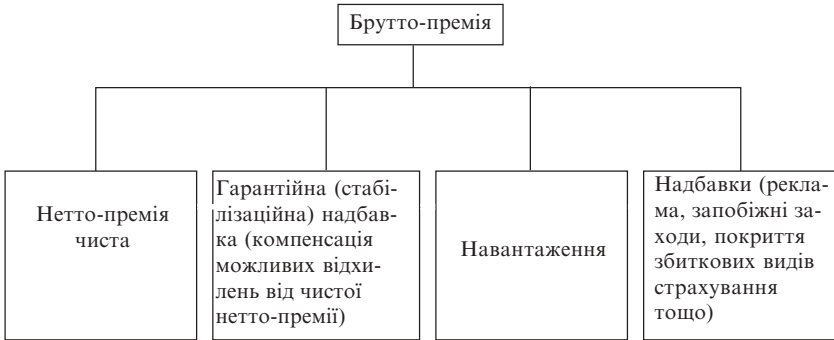 Брутто-премія
Нетто-премія
чиста
Гарантійна (стабі-
лізаційна) надбав-
ка (компенсація
можливих відхи-
лень від чистої
нетто-премії)
Навантаження
Надбавки (рекла-
ма, запобіжні за-
ходи, покриття
збиткових видів
страхування
тощо)